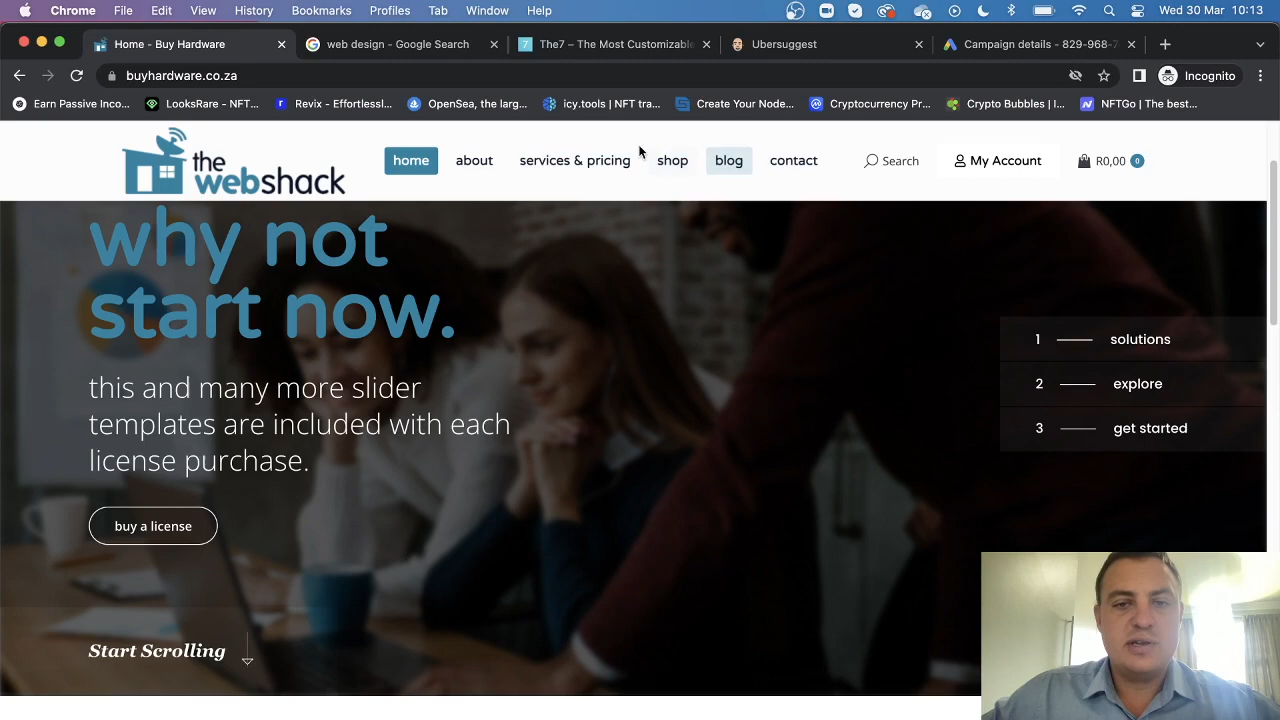 Chrome File Edit View History Bookmarks Profiles Tab Window Help Wed 30 Mar 10:13
Home - Buy Hardware web design - Google Search 7 The7 – The Most Customizable Ubersuggest Campaign details - 829-968-7
buyhardware.co.za Incognito
Earn Passive Inco... LooksRare - NFT... r Revix - Effortlessl... OpenSea, the larg... icy.tools | NFT tra... Create Your Node... Cryptocurrency Pr... Crypto Bubbles | I... NFTGo | The best...
the
webshack
home about services & pricing shop blog contact Search My Account R0,00 0
why not
start now.
this and many more slider
templates are included with each
license purchase.
buy a license
Start Scrolling
1 solutions
2 explore
3 get started